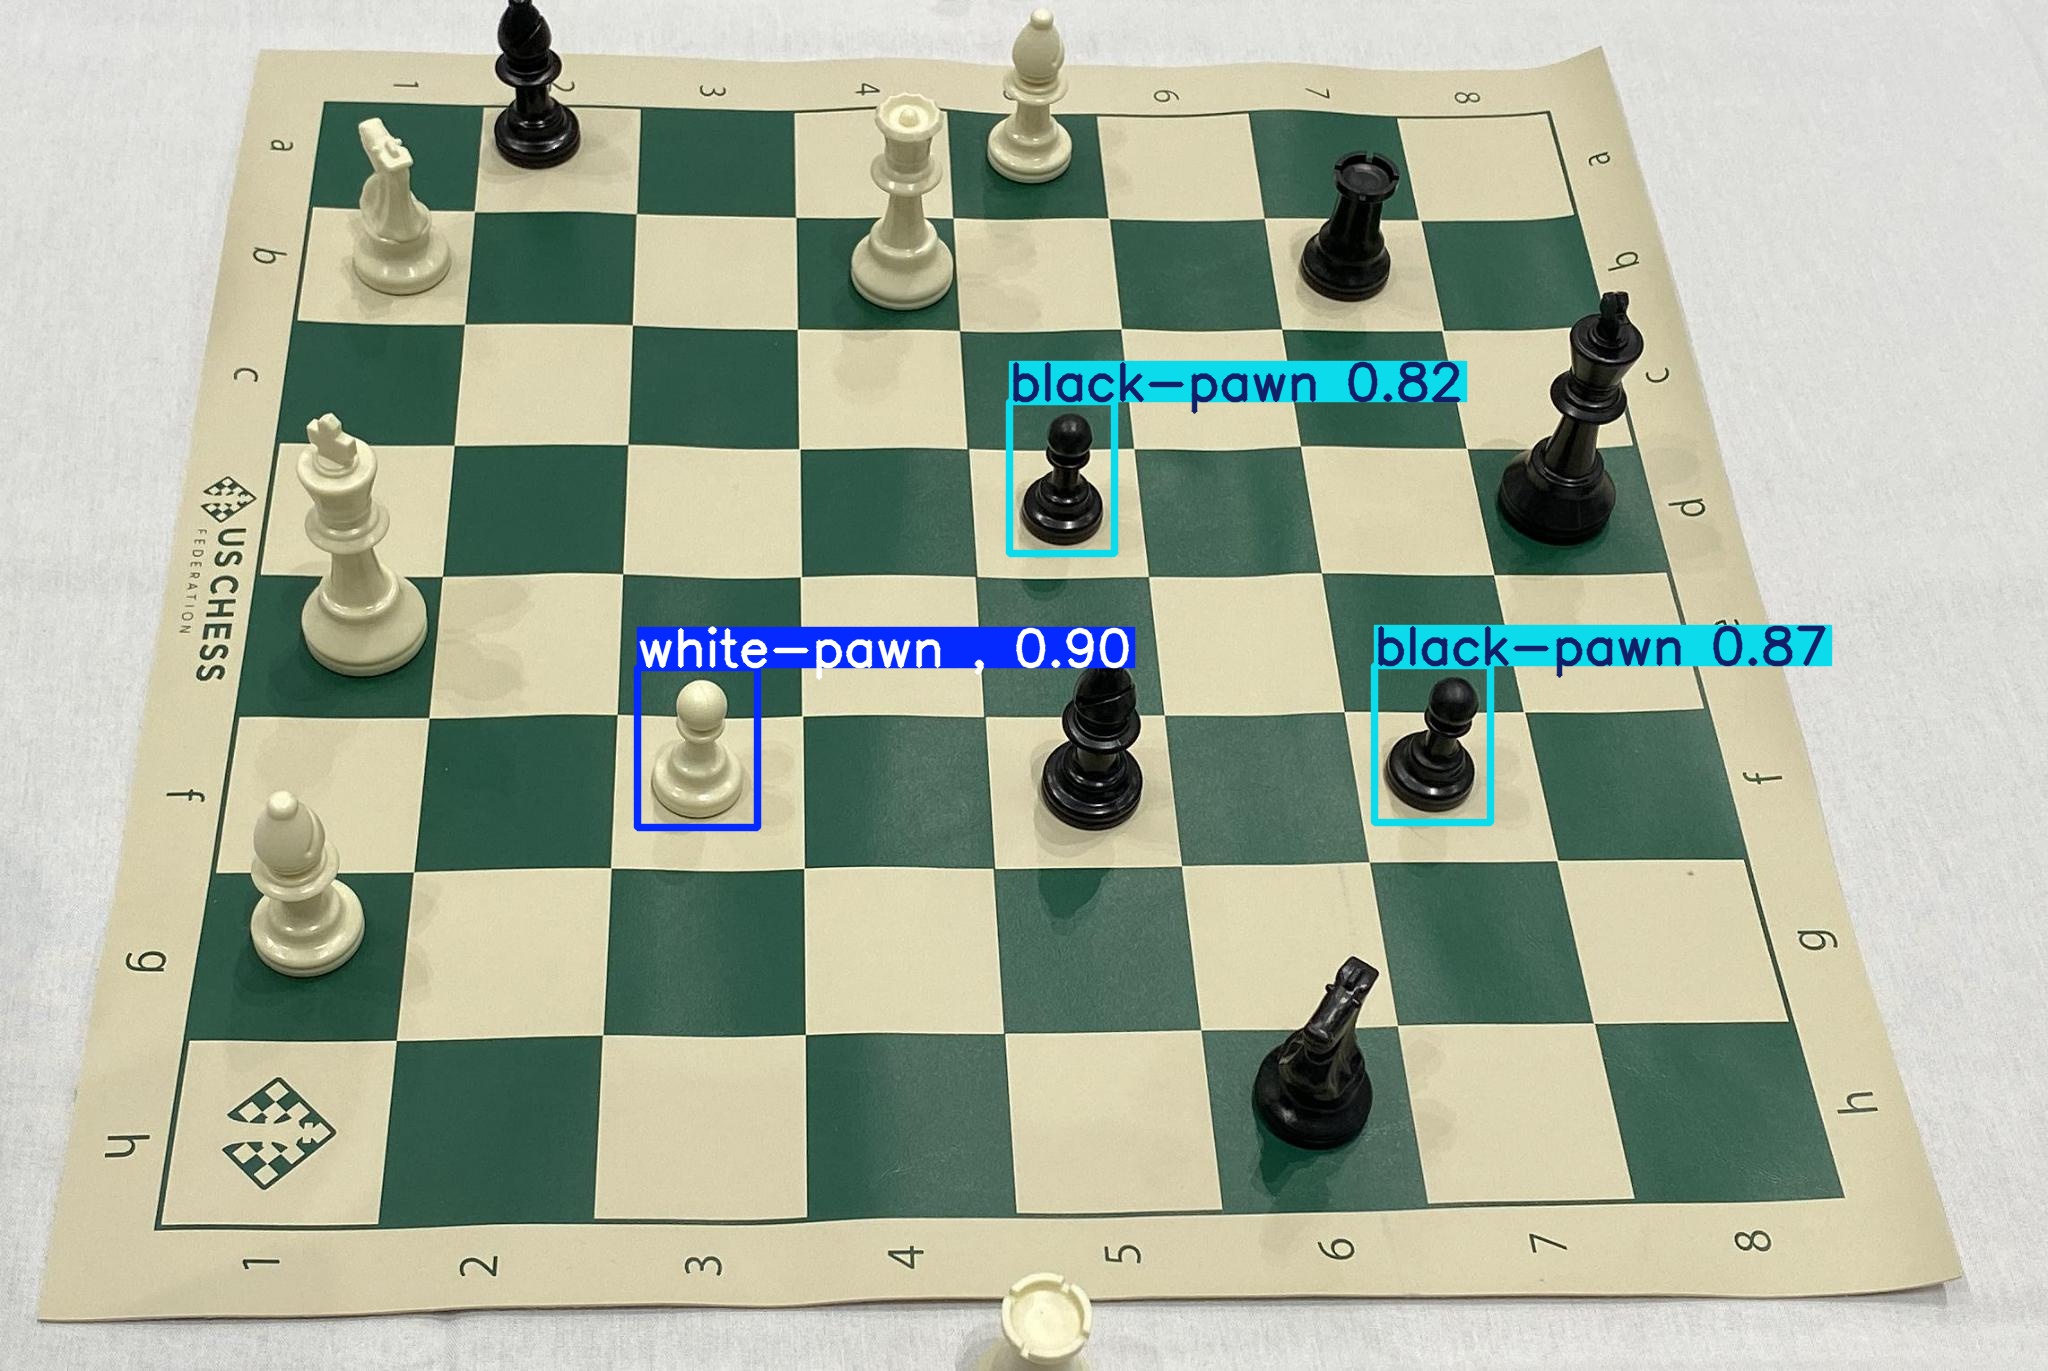 1 2 3 4 5 6 7 8
a a
b b
c c
black-pawn 0.82
d
US CHESS
FEDERATION
white-pawn , 0.90
black-pawn 0.87
f f
g g
h h
1 2 3 4 5 6 7 8